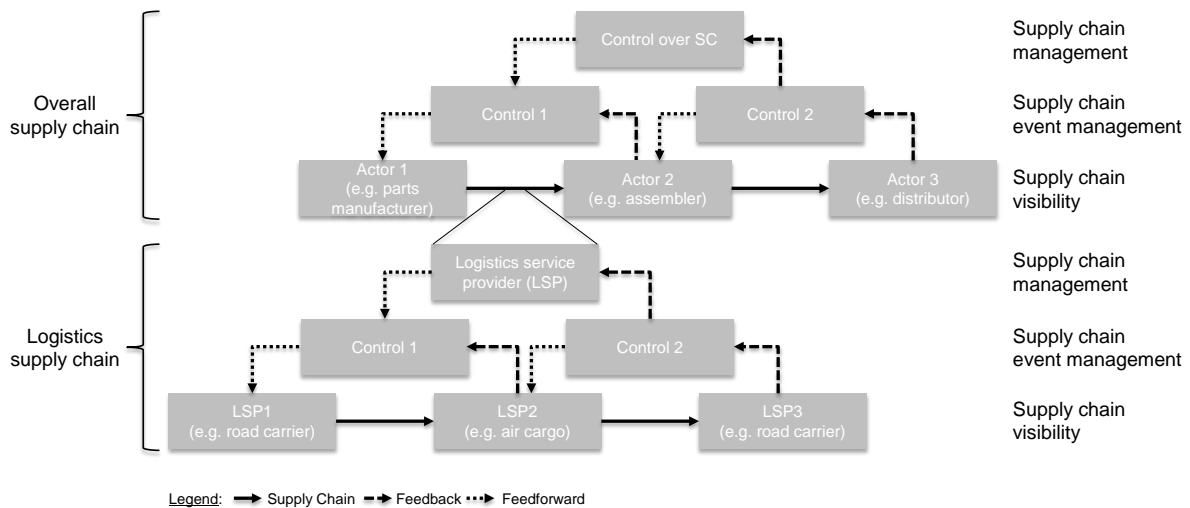 Control over SC
Supply chain
management
Overall
supply chain
Control 1
Control 2
Supply chain
event management
Actor 1
(e.g. parts
manufacturer)
Actor 2
(e.g. assembler)
Actor 3
(e.g. distributor)
Supply chain
visibility
Logistics service
provider (LSP)
Supply chain
management
Logistics
supply chain
Control 1
Control 2
Supply chain
event management
LSP1
(e.g. road carrier)
LSP2
(e.g. air cargo)
LSP3
(e.g. road carrier)
Supply chain
visibility
Legend: Supply Chain Feedback Feedforward